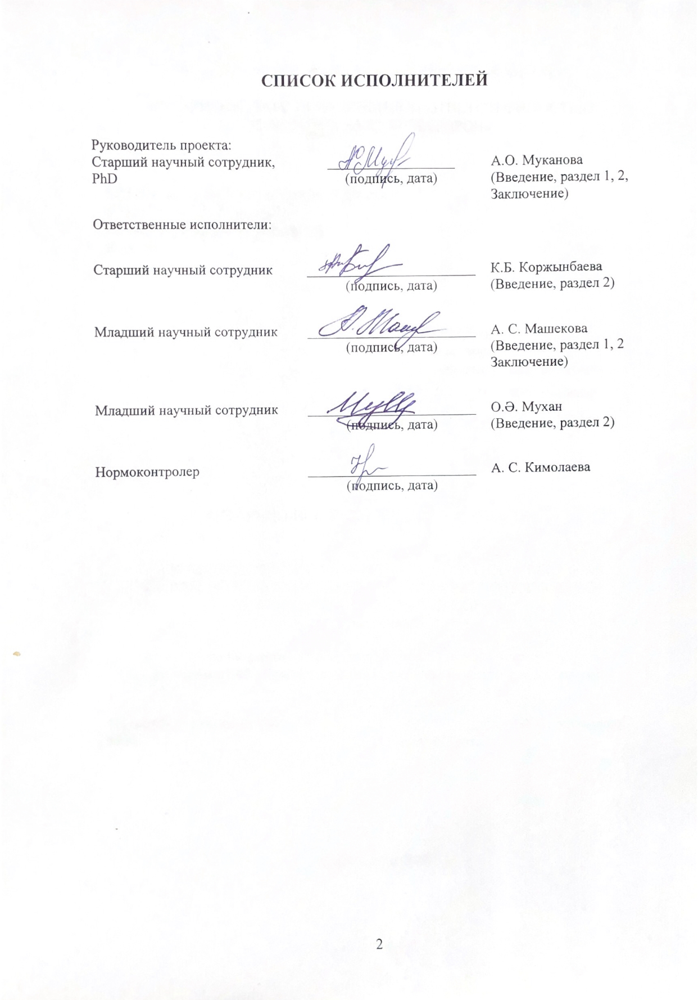 СПИСОК ИСПОЛНИТЕЛЕЙ
Руководитель проекта:
Старший научный сотрудник,
PhD
(подпись, дата)
А.О. Муканова
(Введение, раздел 1, 2,
Заключение)
Ответственные исполнители:
Старший научный сотрудник
(подпись, дата)
К.Б. Коржынбаева
(Введение, раздел 2)
Младший научный сотрудник
(подпись, дата)
А. С. Машекова
(Введение, раздел 1, 2
Заключение)
Младший научный сотрудник
(подпись, дата)
О.Ә. Мухан
(Введение, раздел 2)
Нормоконтролер
(подпись, дата)
А. С. Кимолаева
2